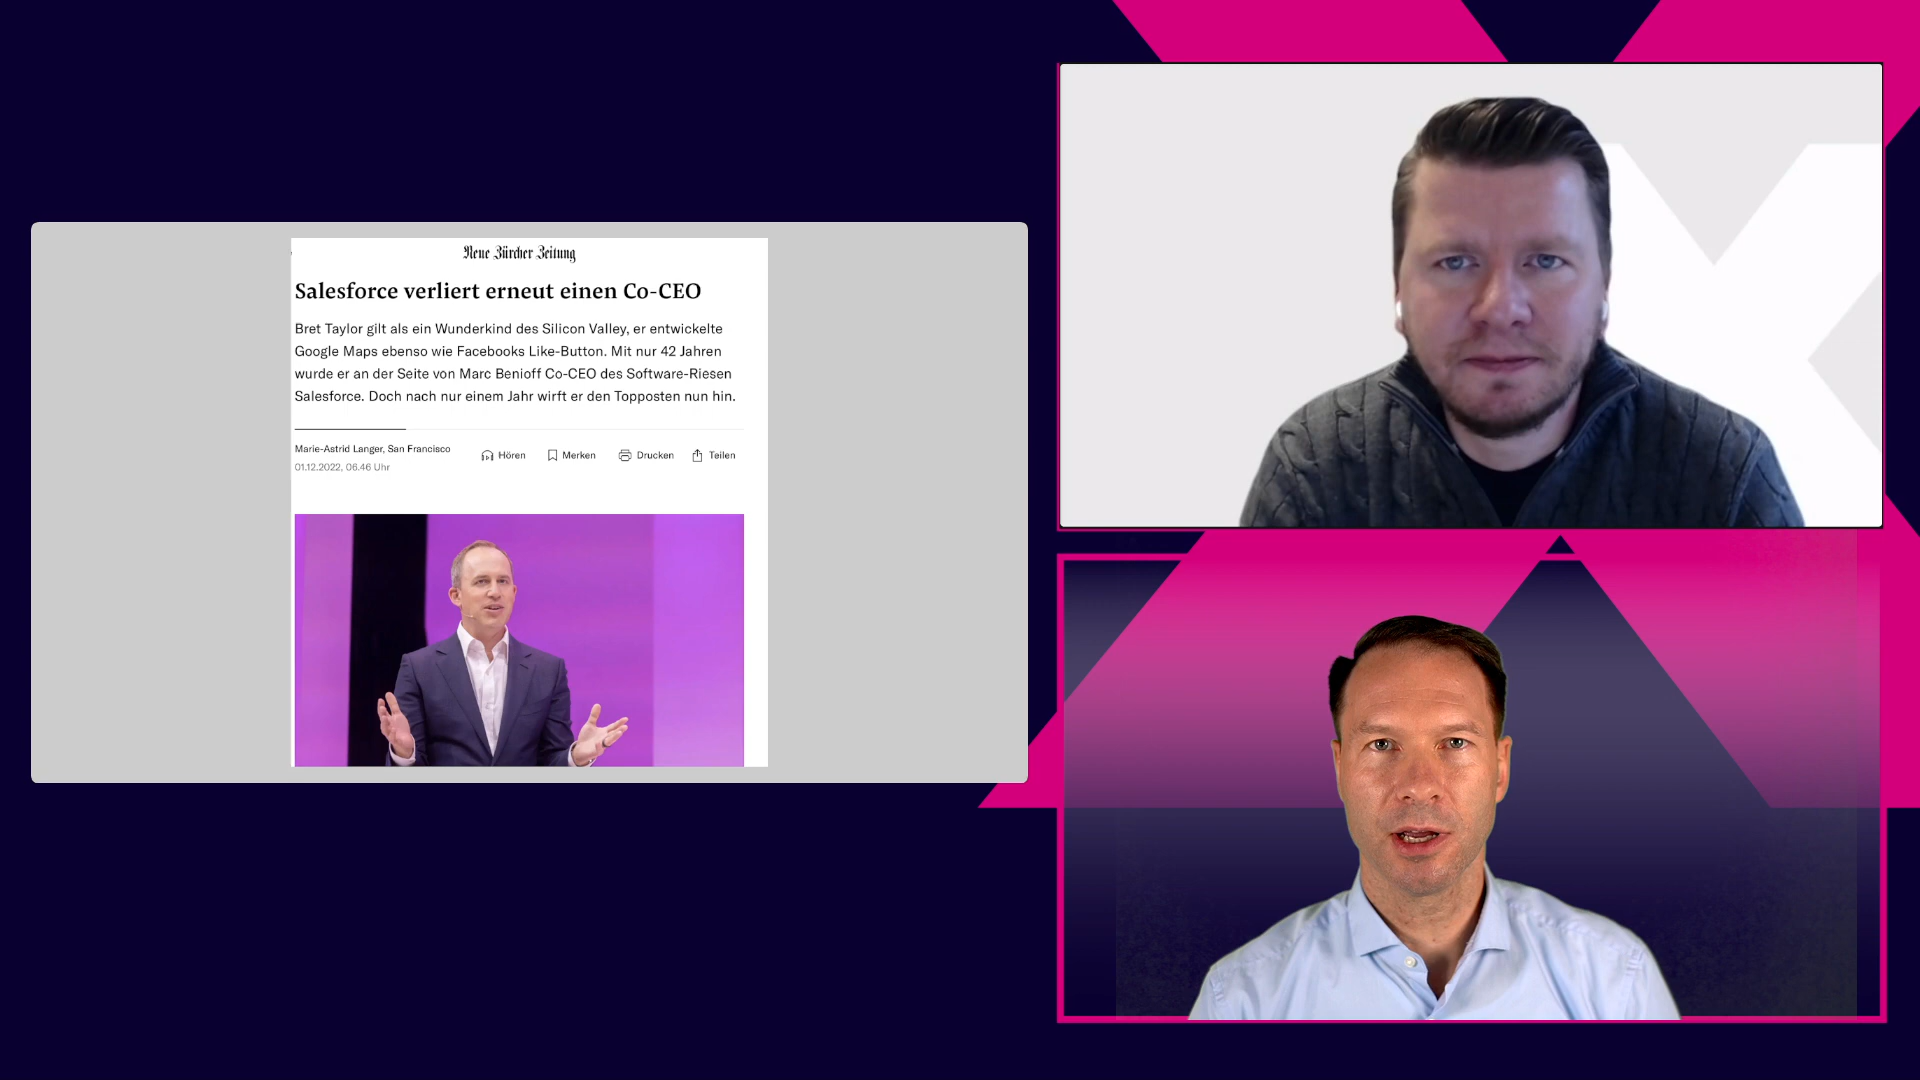 Neue Zürcher Zeitung
Salesforce verliert erneut einen Co-CEO
Bret Taylor gilt als ein Wunderkind des Silicon Valley, er entwickelte
Google Maps ebenso wie Facebooks Like-Button. Mit nur 42 Jahren
wurde er an der Seite von Marc Benioff Co-CEO des Software-Riesen
Salesforce. Doch nach nur einem Jahr wirft er den Topposten nun hin.
Marie-Astrid Langer, San Francisco
01.12.2022, 06.46 Uhr
Hören Merken Drucken Teilen